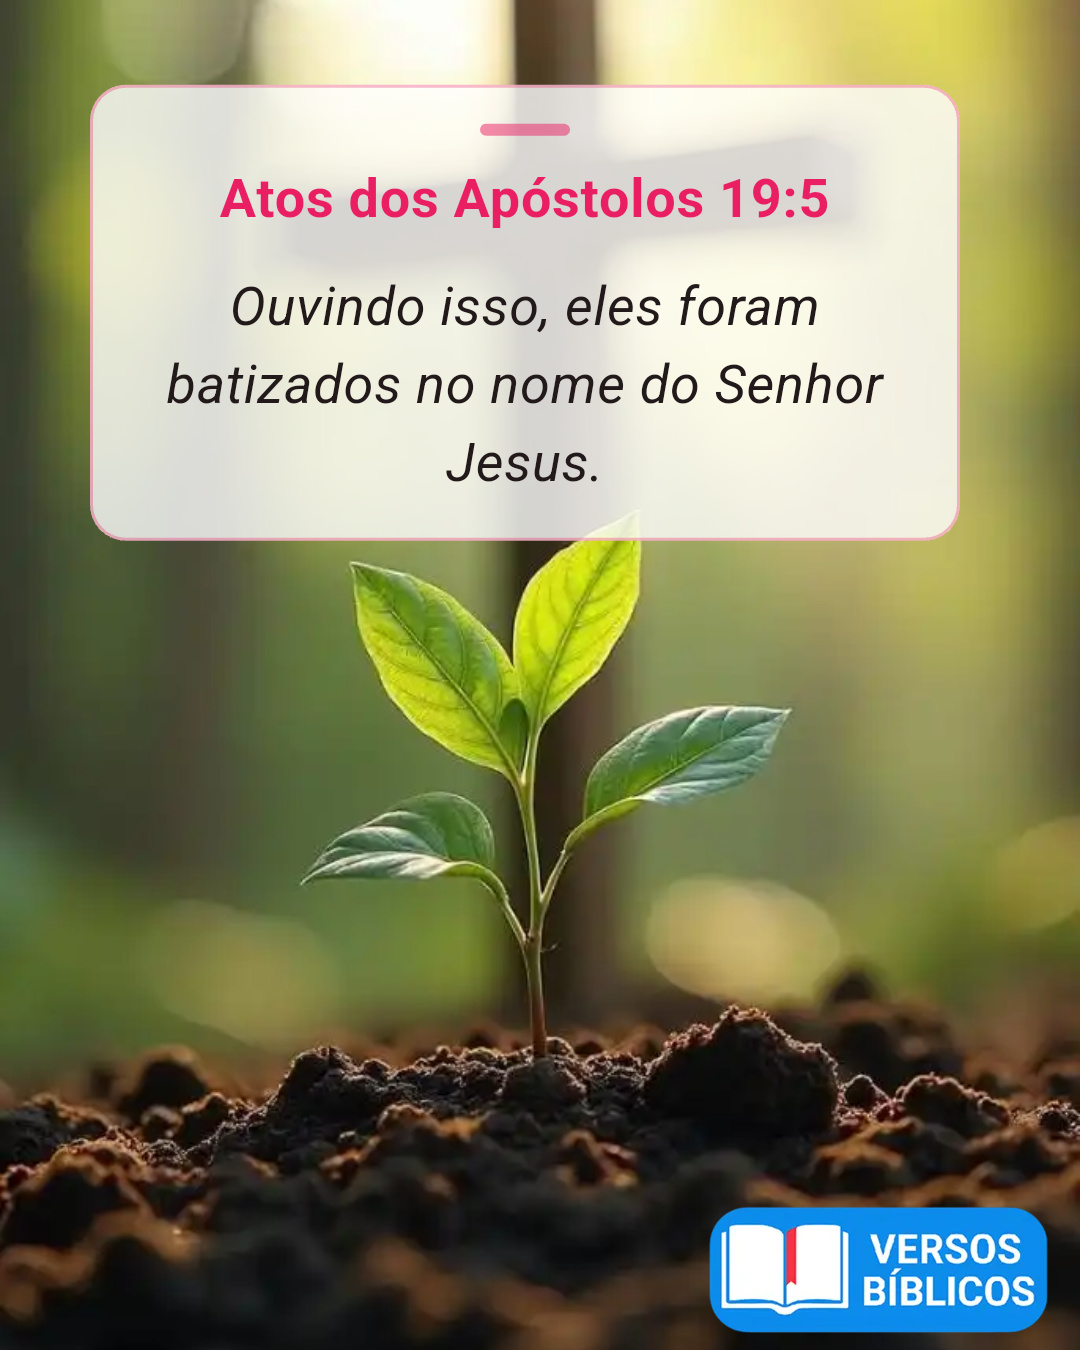 Atos dos Apóstolos 19:5
Ouvindo isso, eles foram
batizados no nome do Senhor
Jesus.
VERSOS
BÍBLICOS